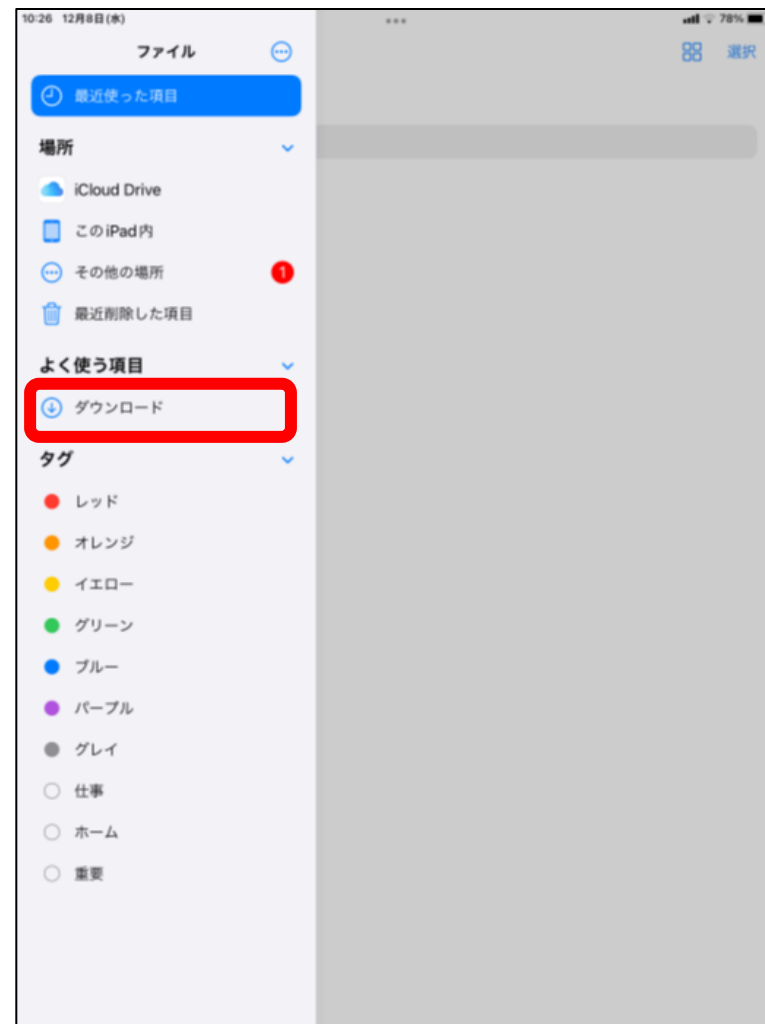 10:26 12月8日(水)
78%
ファイル
選択
最近使った項目
場所
iCloud Drive
このiPad内
その他の場所
1
最近削除した項目
よく使う項目
ダウンロード
タグ
レッド
オレンジ
イエロー
グリーン
ブルー
パープル
グレイ
仕事
ホーム
重要